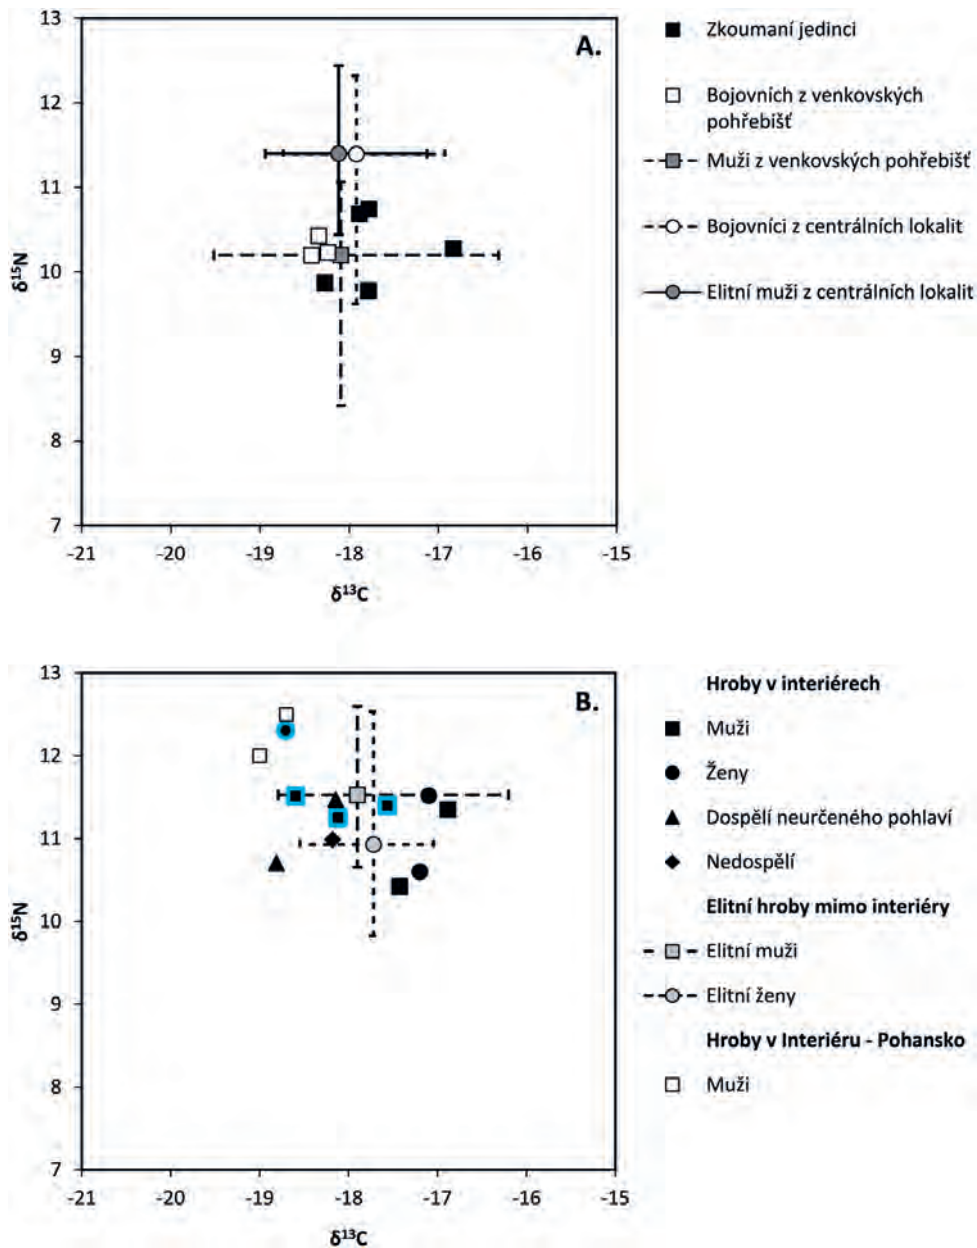 13
12
11
10
9
8
7
δ¹⁵N
-21 -20 -19 -18 -17 -16 -15
δ¹³C
A.
Zkoumaní jedinci
Bojovních z venkovských
pohřebišť
Muži z venkovských pohřebišť
Bojovníci z centrálních lokalit
Elitní muži z centrálních lokalit
13
12
11
10
9
8
7
δ¹⁵N
-21 -20 -19 -18 -17 -16 -15
δ¹³C
B.
Hroby v interiérech
Muži
Ženy
Dospělí neurčeného pohlaví
Nedospělí
Elitní hroby mimo interiéry
Elitní muži
Elitní ženy
Hroby v Interiéru - Pohansko
Muži